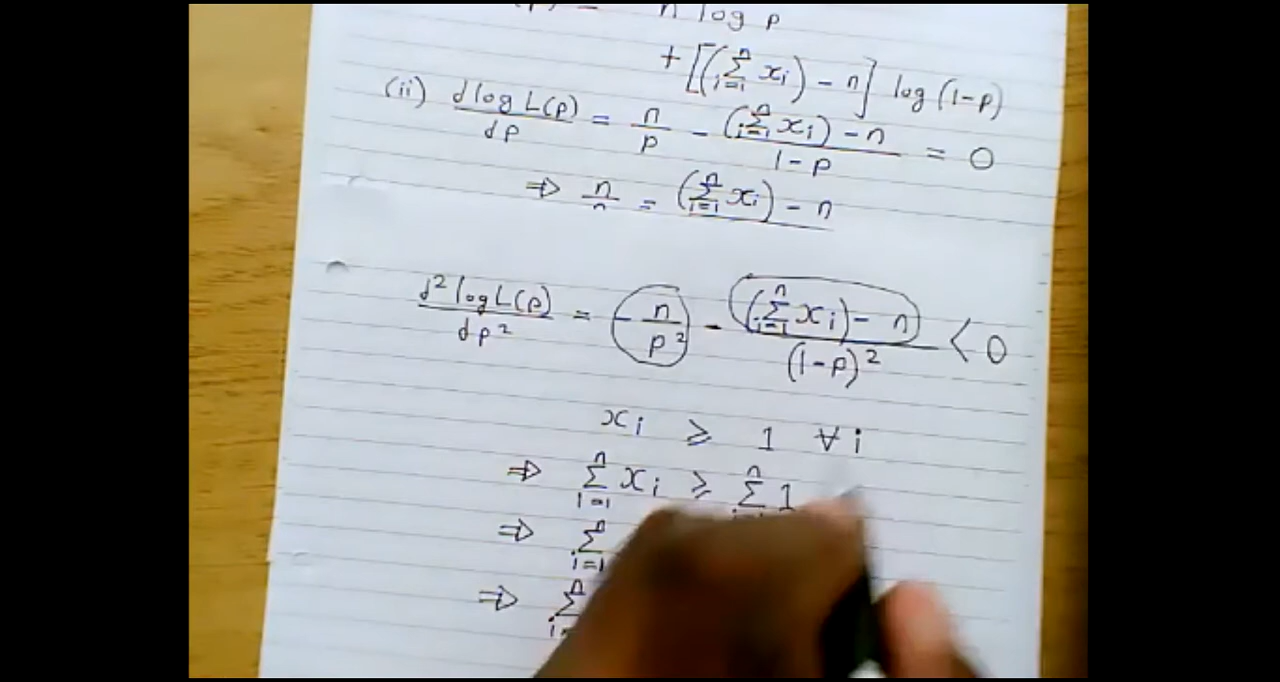 n log p
+ [(∑ᵢ₌₁ⁿ xᵢ) - n] log (1-p)
(ii) d log L(p)/dp = n/p - ((∑ᵢ₌₁ⁿ xᵢ) - n)/(1-p) = 0
⇒ n = (∑ᵢ₌₁ⁿ xᵢ) - n
d² log L(p)/dp² = - n/p² - ((∑ᵢ₌₁ⁿ xᵢ) - n)/(1-p)² < 0
xᵢ ≥ 1 ∀ i
⇒ ∑ᵢ₌₁ⁿ xᵢ ≥ ∑ⁿ 1
⇒ ∑ᵢ₌₁ⁿ
⇒ ∑ⁿ